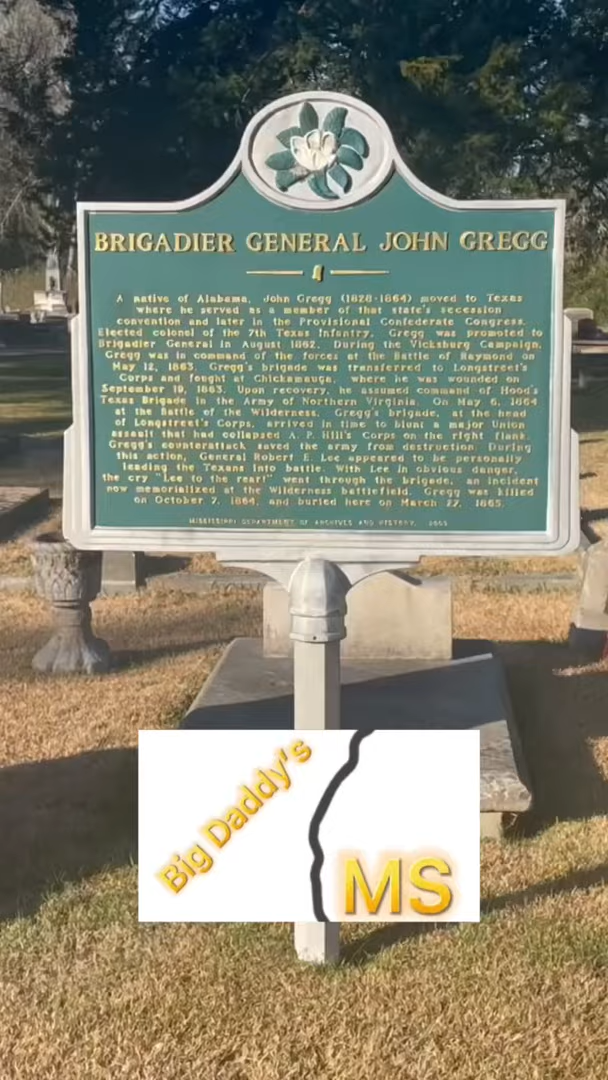 BRIGADIER GENERAL JOHN GREGG
A native of Alabama, John Gregg (1828-1864) moved to Texas
where he served as a member of that state's secession
convention and later in the Provisional Confederate Congress.
Elected colonel of the 7th Texas Infantry, Gregg was promoted to
Brigadier General in August 1862. During the Vicksburg Campaign,
Gregg was in command of the forces at the Battle of Raymond on
May 12, 1863. Gregg's brigade was transferred to Longstreet's
Corps and fought at Chickamauga, where he was wounded on
September 19, 1863. Upon recovery, he assumed command of Hood's
Texas Brigade in the Army of Northern Virginia. On May 6, 1864
at the Battle of the Wilderness, Gregg's brigade, at the head
of Longstreet's Corps, arrived in time to blunt a major Union
assault that had collapsed A. P. Hill's Corps on the right flank.
Gregg's counterattack saved the army from destruction. During
this action, General Robert E. Lee appeared to be personally
leading the Texans into battle. With Lee in obvious danger,
the cry "Lee to the rear!" went through the brigade, an incident
now memorialized at the Wilderness battlefield. Gregg was killed
on October 7, 1864, and buried here on March 27, 1865.
MISSISSIPPI DEPARTMENT OF ARCHIVES AND HISTORY,
Big Daddy's
MS